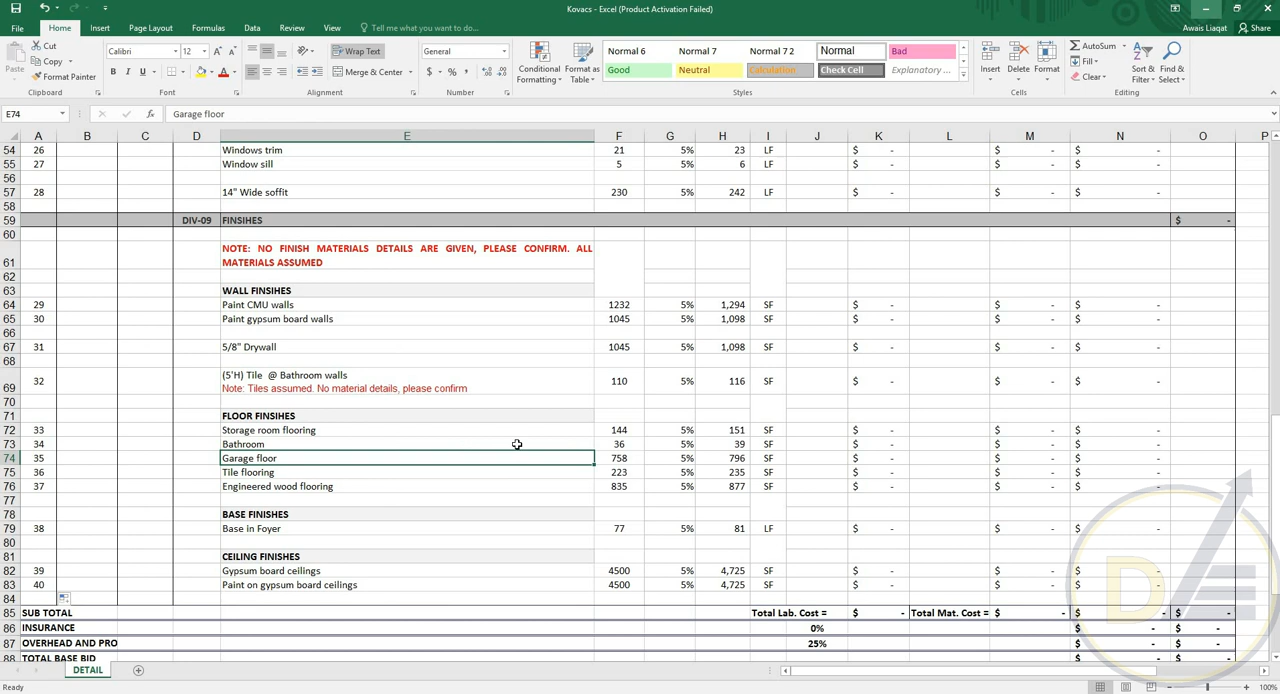 Kovacs - Excel (Product Activation Failed)
File Home Insert Page Layout Formulas Data Review View Tell me what you want to do... Awais Liaqat Share
Paste Cut Copy Format Painter Clipboard
Calibri 12 B I U A Font
Wrap Text Merge & Center Alignment
General $ % Number
Conditional Formatting Format as Table
Normal 6 Normal 7 Normal 7 2 Normal Bad
Good Neutral Calculation Check Cell Explanatory ...
Styles
Insert Delete Format Cells
AutoSum Fill Clear Sort & Filter Find & Select Editing
E74 fx Garage floor
A B C D E F G H I J K L M N O P
54 26 Windows trim 21 5% 23 LF $ - $ - $ -
55 27 Window sill 5 5% 6 LF $ - $ - $ -
56
57 28 14" Wide soffit 230 5% 242 LF $ - $ - $ -
58
59 DIV-09 FINSIHES $ -
60
61 NOTE: NO FINISH MATERIALS DETAILS ARE GIVEN, PLEASE CONFIRM. ALL
MATERIALS ASSUMED
62
63 WALL FINSIHES
64 29 Paint CMU walls 1232 5% 1,294 SF $ - $ - $ -
65 30 Paint gypsum board walls 1045 5% 1,098 SF $ - $ - $ -
66
67 31 5/8" Drywall 1045 5% 1,098 SF $ - $ - $ -
68
69 32 (5'H) Tile @ Bathroom walls 110 5% 116 SF $ - $ - $ -
Note: Tiles assumed. No material details, please confirm
70
71 FLOOR FINSIHES
72 33 Storage room flooring 144 5% 151 SF $ - $ - $ -
73 34 Bathroom 36 5% 39 SF $ - $ - $ -
74 35 Garage floor 758 5% 796 SF $ - $ - $ -
75 36 Tile flooring 223 5% 235 SF $ - $ - $ -
76 37 Engineered wood flooring 835 5% 877 SF $ - $ - $ -
77
78 BASE FINISHES
79 38 Base in Foyer 77 5% 81 LF $ - $ - $ -
80
81 CEILING FINISHES
82 39 Gypsum board ceilings 4500 5% 4,725 SF $ - $ - $ -
83 40 Paint on gypsum board ceilings 4500 5% 4,725 SF $ - $ - $ -
84
85 SUB TOTAL Total Lab. Cost = $ - Total Mat. Cost = $ - $ - $ -
86 INSURANCE 0% $ - $ -
87 OVERHEAD AND PRO 25% $ - $ -
88 TOTAL BASE BID $ - $ -
D
DETAIL
Ready 100%